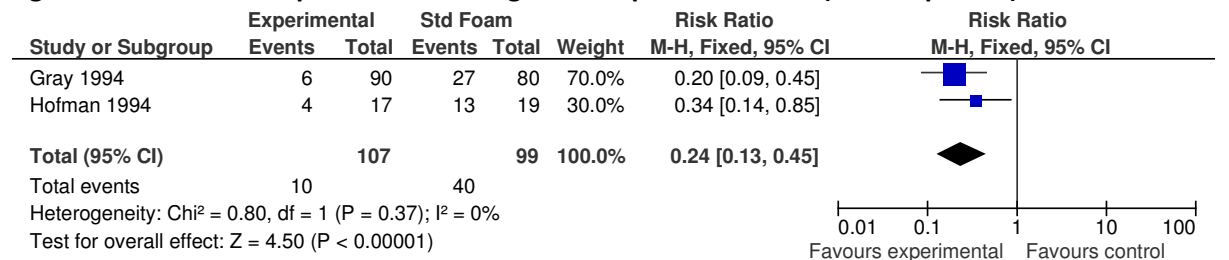 Experimental Std Foam Risk Ratio Risk Ratio
Study or Subgroup Events Total Events Total Weight M-H, Fixed, 95% CI M-H, Fixed, 95% CI
Gray 1994 6 90 27 80 70.0% 0.20 [0.09, 0.45]
Hofman 1994 4 17 13 19 30.0% 0.34 [0.14, 0.85]
Total (95% CI) 107 99 100.0% 0.24 [0.13, 0.45]
Total events 10 40
Heterogeneity: Chi² = 0.80, df = 1 (P = 0.37); I² = 0%
Test for overall effect: Z = 4.50 (P < 0.00001)
0.01 0.1 1 10 100
Favours experimental Favours control